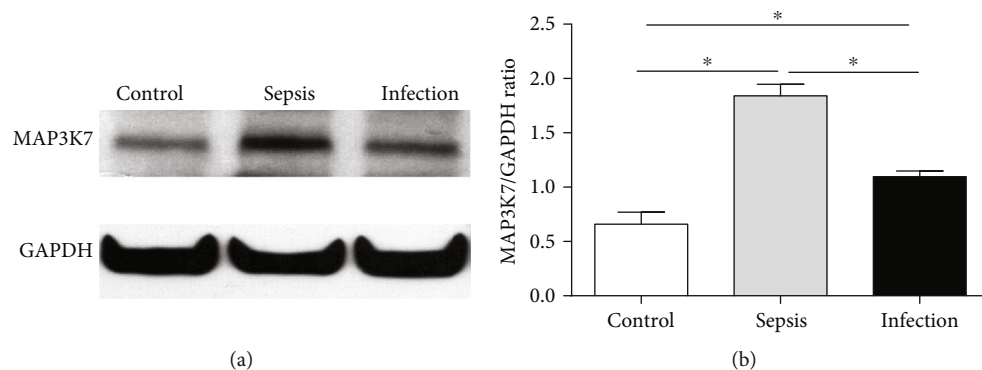 Control Sepsis Infection
MAP3K7
GAPDH
(a)
MAP3K7/GAPDH ratio
2.5
2.0
1.5
1.0
0.5
0.0
* 
* *
Control Sepsis Infection
(b)